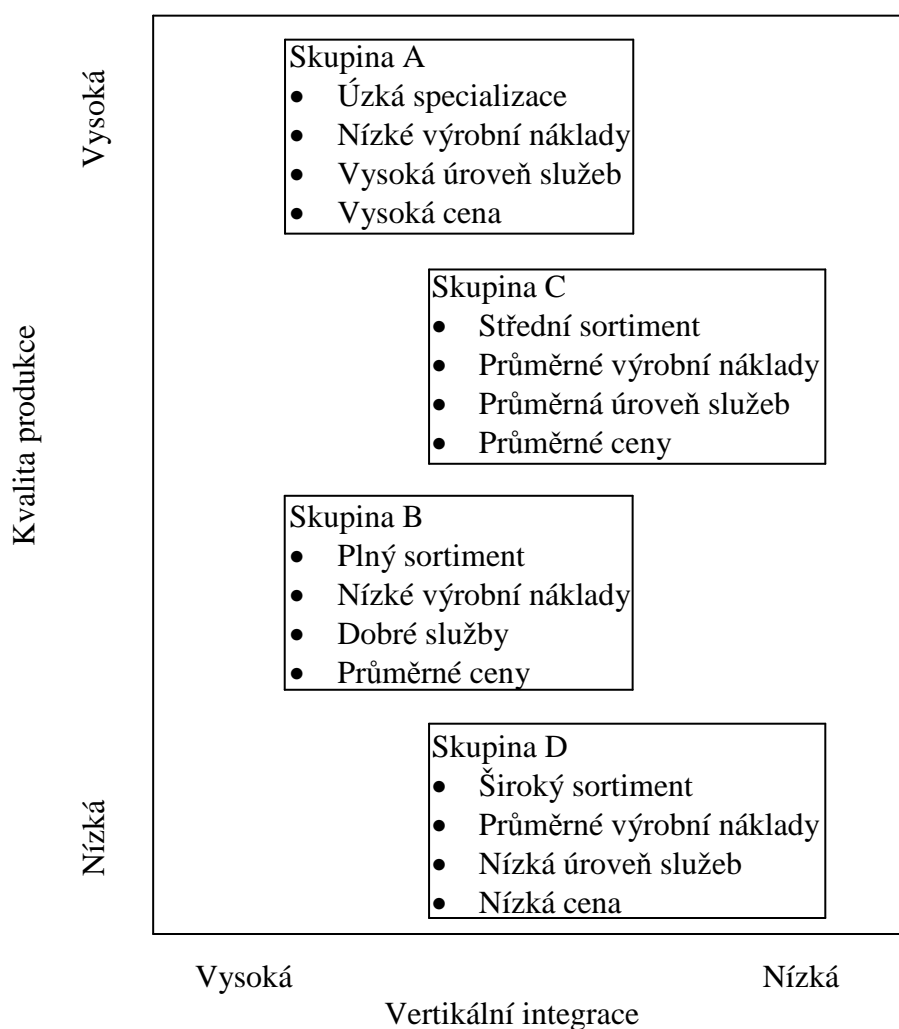 Vysoká
Kvalita produkce
Nízká
Skupina A
• Úzká specializace
• Nízké výrobní náklady
• Vysoká úroveň služeb
• Vysoká cena
Skupina C
• Střední sortiment
• Průměrné výrobní náklady
• Průměrná úroveň služeb
• Průměrné ceny
Skupina B
• Plný sortiment
• Nízké výrobní náklady
• Dobré služby
• Průměrné ceny
Skupina D
• Široký sortiment
• Průměrné výrobní náklady
• Nízká úroveň služeb
• Nízká cena
Vysoká
Nízká
Vertikální integrace